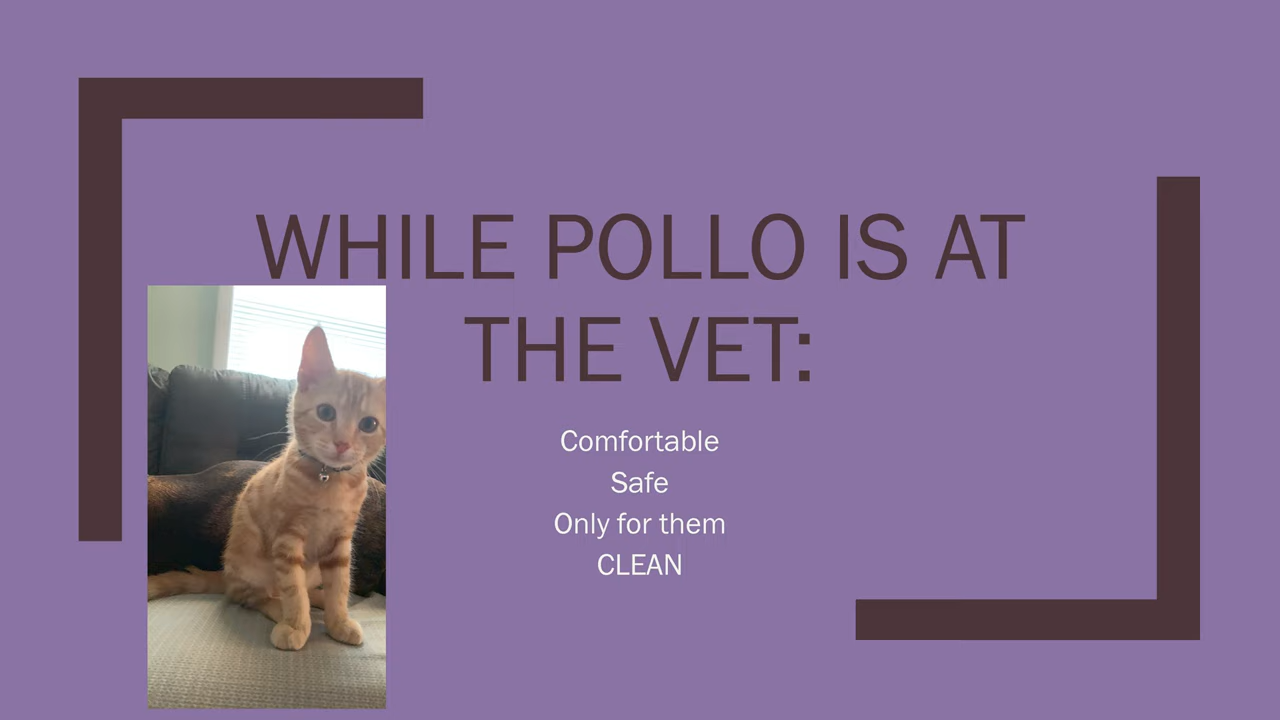 WHILE POLLO IS AT
THE VET:
Comfortable
Safe
Only for them
CLEAN